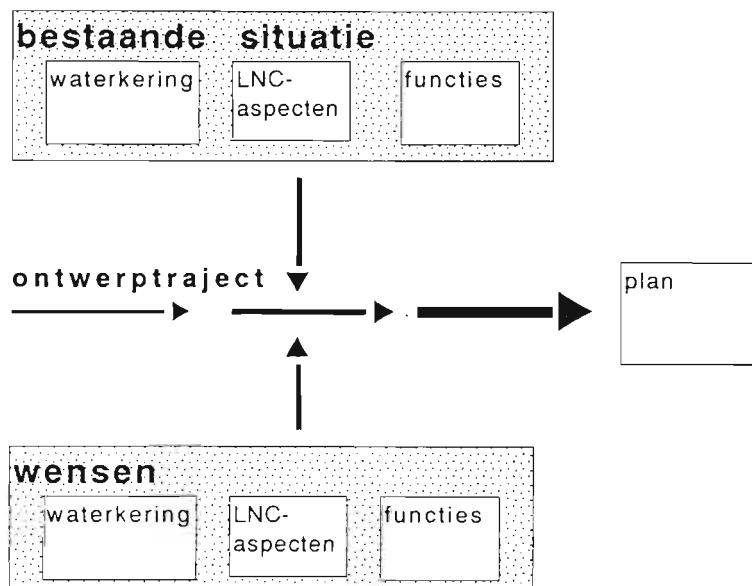 bestaande situatie
waterkering
LNC-
aspecten
functies
ontwerptraject
plan
wensen
waterkering
LNC-
aspecten
functies